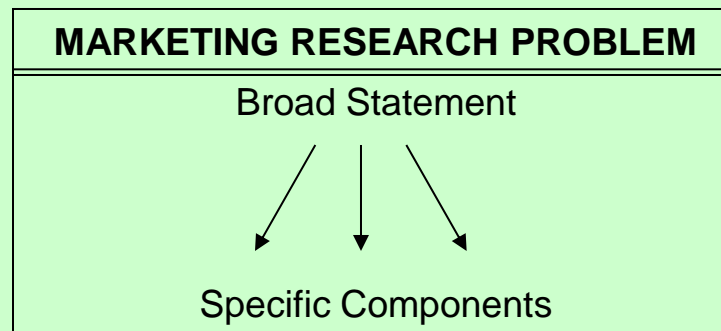 MARKETING RESEARCH PROBLEM
Broad Statement
Specific Components